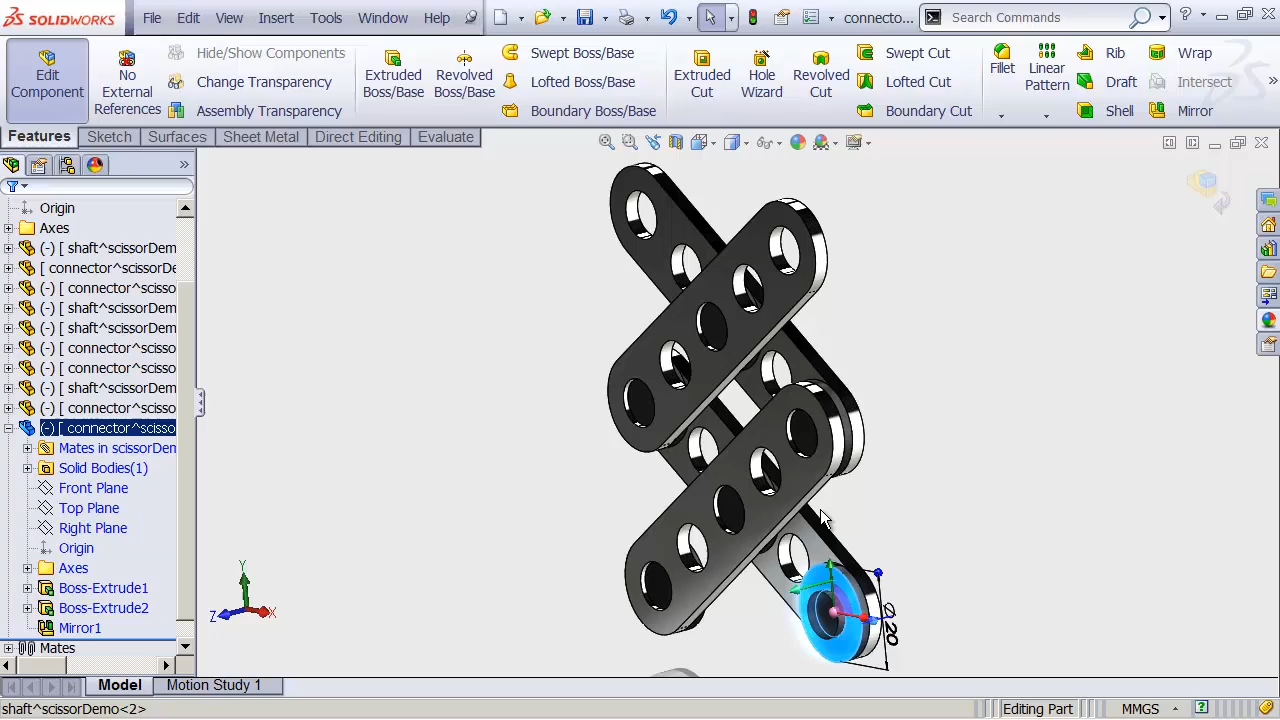 SOLIDWORKS File Edit View Insert Tools Window Help connecto... Search Commands
Edit Component
No External References
Hide/Show Components
Change Transparency
Assembly Transparency
Extruded Boss/Base
Revolved Boss/Base
Swept Boss/Base
Lofted Boss/Base
Boundary Boss/Base
Extruded Cut
Hole Wizard
Revolved Cut
Swept Cut
Lofted Cut
Boundary Cut
Fillet
Linear Pattern
Rib
Draft
Shell
Wrap
Intersect
Mirror
Features Sketch Surfaces Sheet Metal Direct Editing Evaluate
Origin
Axes
(-) [ shaft^scissorDem
[ connector^scissorDe
(-) [ connector^scisso
(-) [ shaft^scissorDem
(-) [ shaft^scissorDem
(-) [ connector^scisso
(-) [ connector^scisso
(-) [ shaft^scissorDem
(-) [ connector^scisso
(-) [ connector^scisso
Mates in scissorDem
Solid Bodies(1)
Front Plane
Top Plane
Right Plane
Origin
Axes
Boss-Extrude1
Boss-Extrude2
Mirror1
Mates
Y
Z X
Ø20
Model Motion Study 1
shaft^scissorDemo<2> Editing Part MMGS